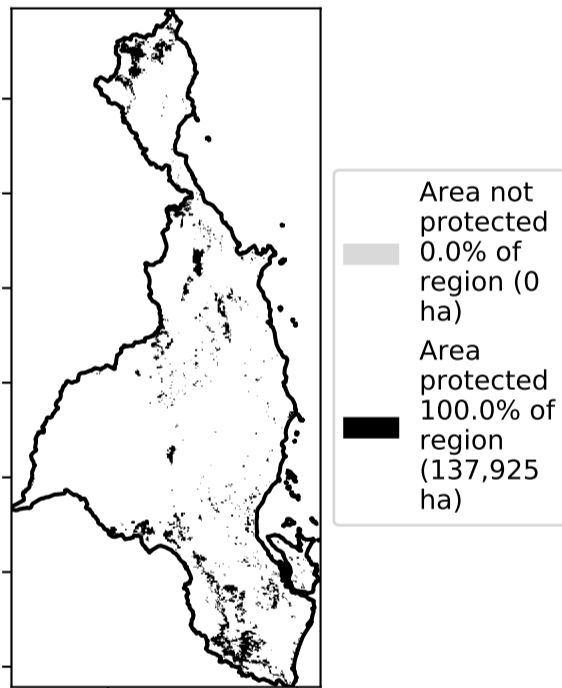 Area not
protected
0.0% of
region (0
ha)
Area
protected
100.0% of
region
(137,925
ha)